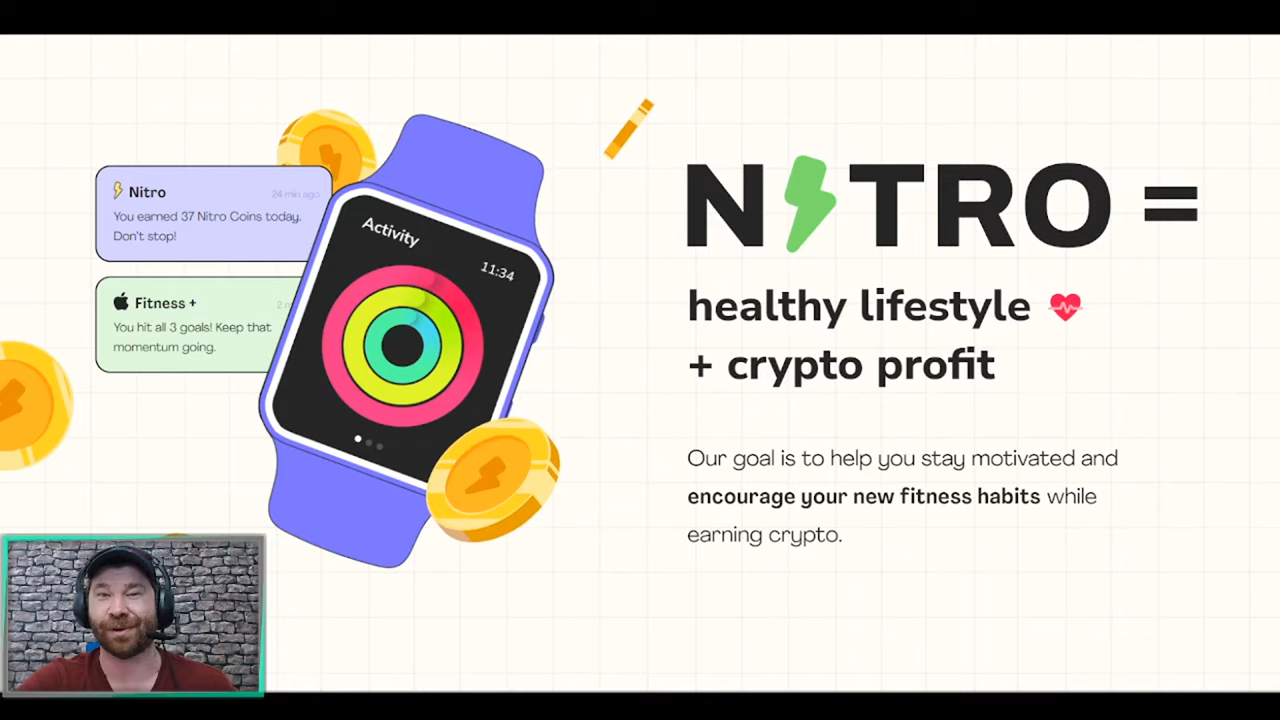 Nitro
24 min ago
You earned 37 Nitro Coins today.
Don't stop!
Fitness +
You hit all 3 goals! Keep that
momentum going.
Activity
11:34
NITRO =
healthy lifestyle
+ crypto profit
Our goal is to help you stay motivated and
encourage your new fitness habits while
earning crypto.